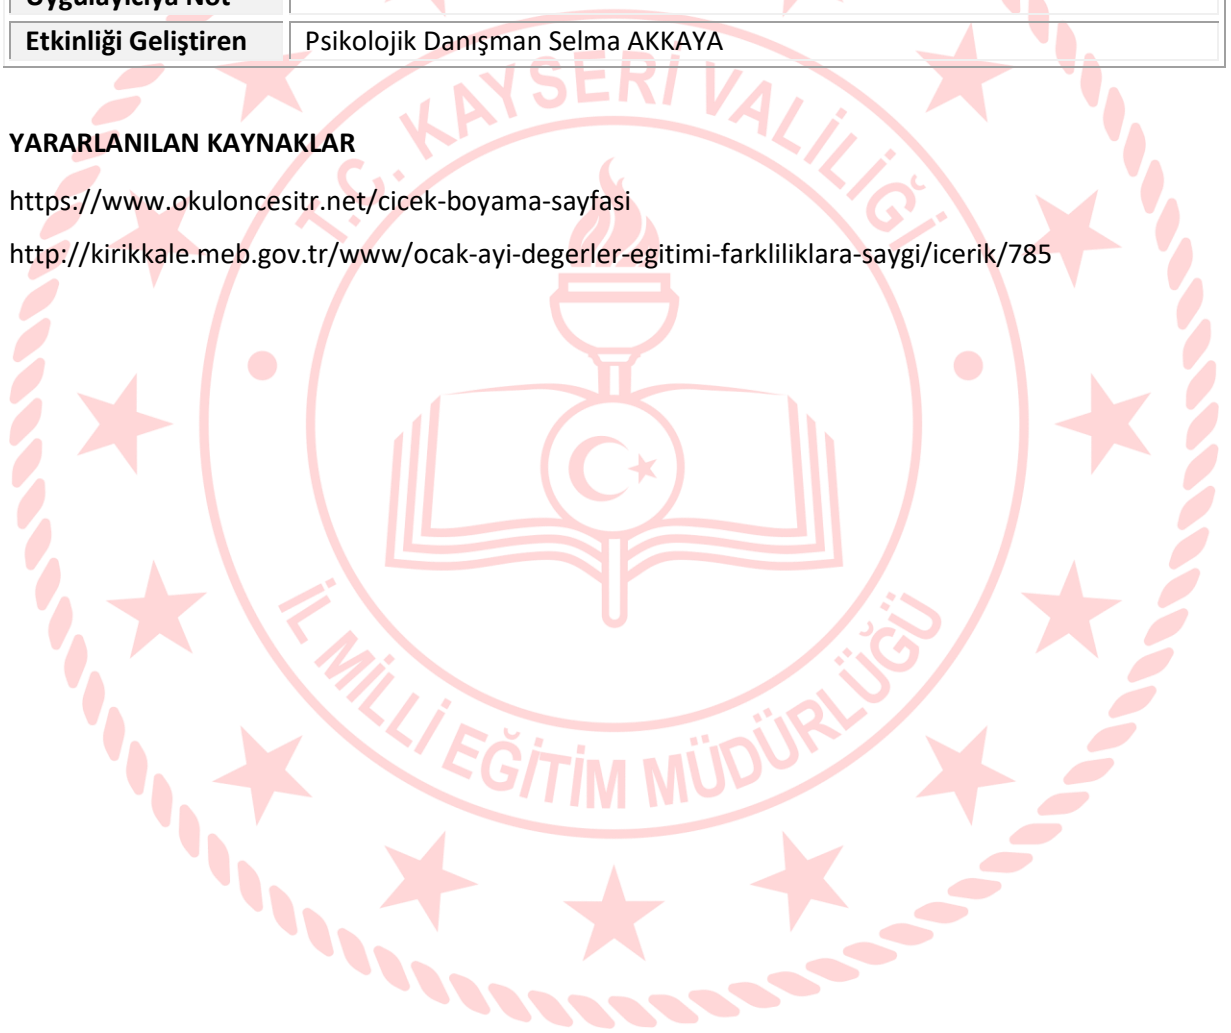 Uygulayıcıya Not
Etkinliği Geliştiren Psikolojik Danışman Selma AKKAYA
T.C. KAYSERİ VALİLİĞİ
YARARLANILAN KAYNAKLAR
https://www.okuloncesitr.net/cicek-boyama-sayfasi
http://kirikkale.meb.gov.tr/www/ocak-ayi-degerler-egitimi-farkliliklara-saygi/icerik/785
İL MİLLİ EĞİTİM MÜDÜRLÜĞÜ